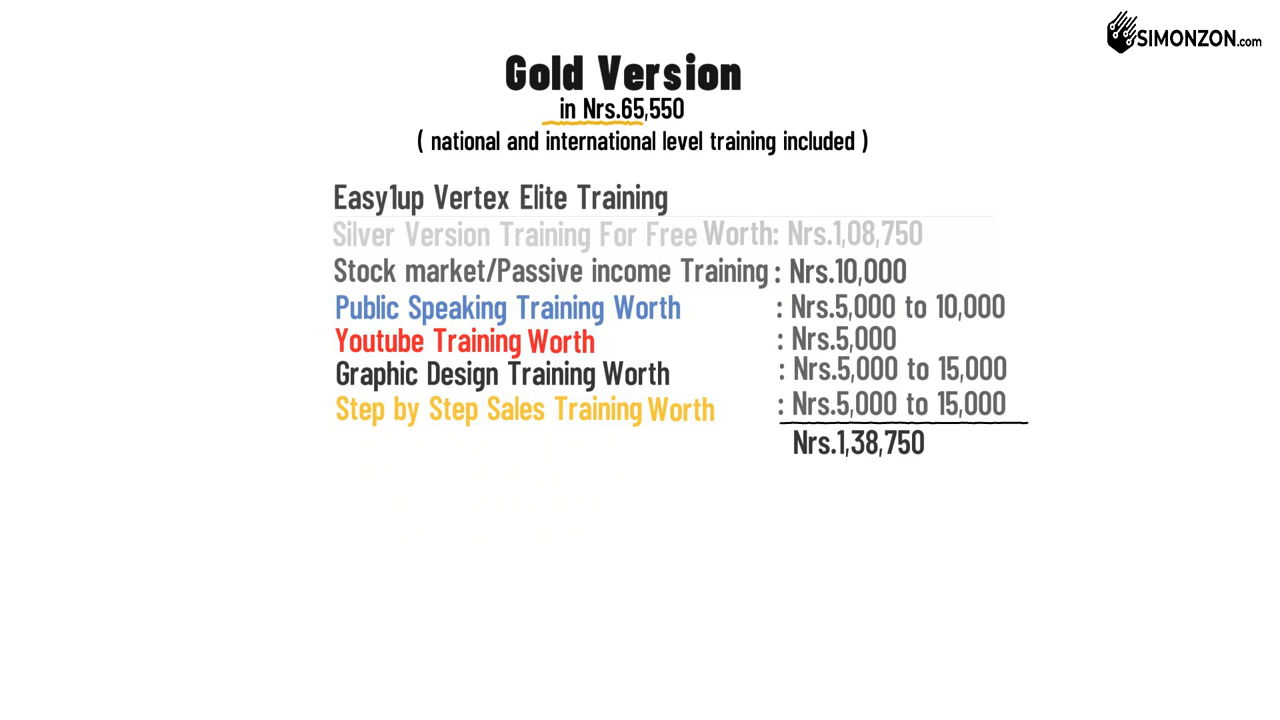 SIMONZON.com
Gold Version
in Nrs.65,550
( national and international level training included )
Easy1up Vertex Elite Training
Silver Version Training For Free Worth: Nrs.1,08,750
Stock market/Passive income Training : Nrs.10,000
Public Speaking Training Worth : Nrs.5,000 to 10,000
Youtube Training Worth : Nrs.5,000
Graphic Design Training Worth : Nrs.5,000 to 15,000
Step by Step Sales Training Worth : Nrs.5,000 to 15,000
Nrs.1,38,750